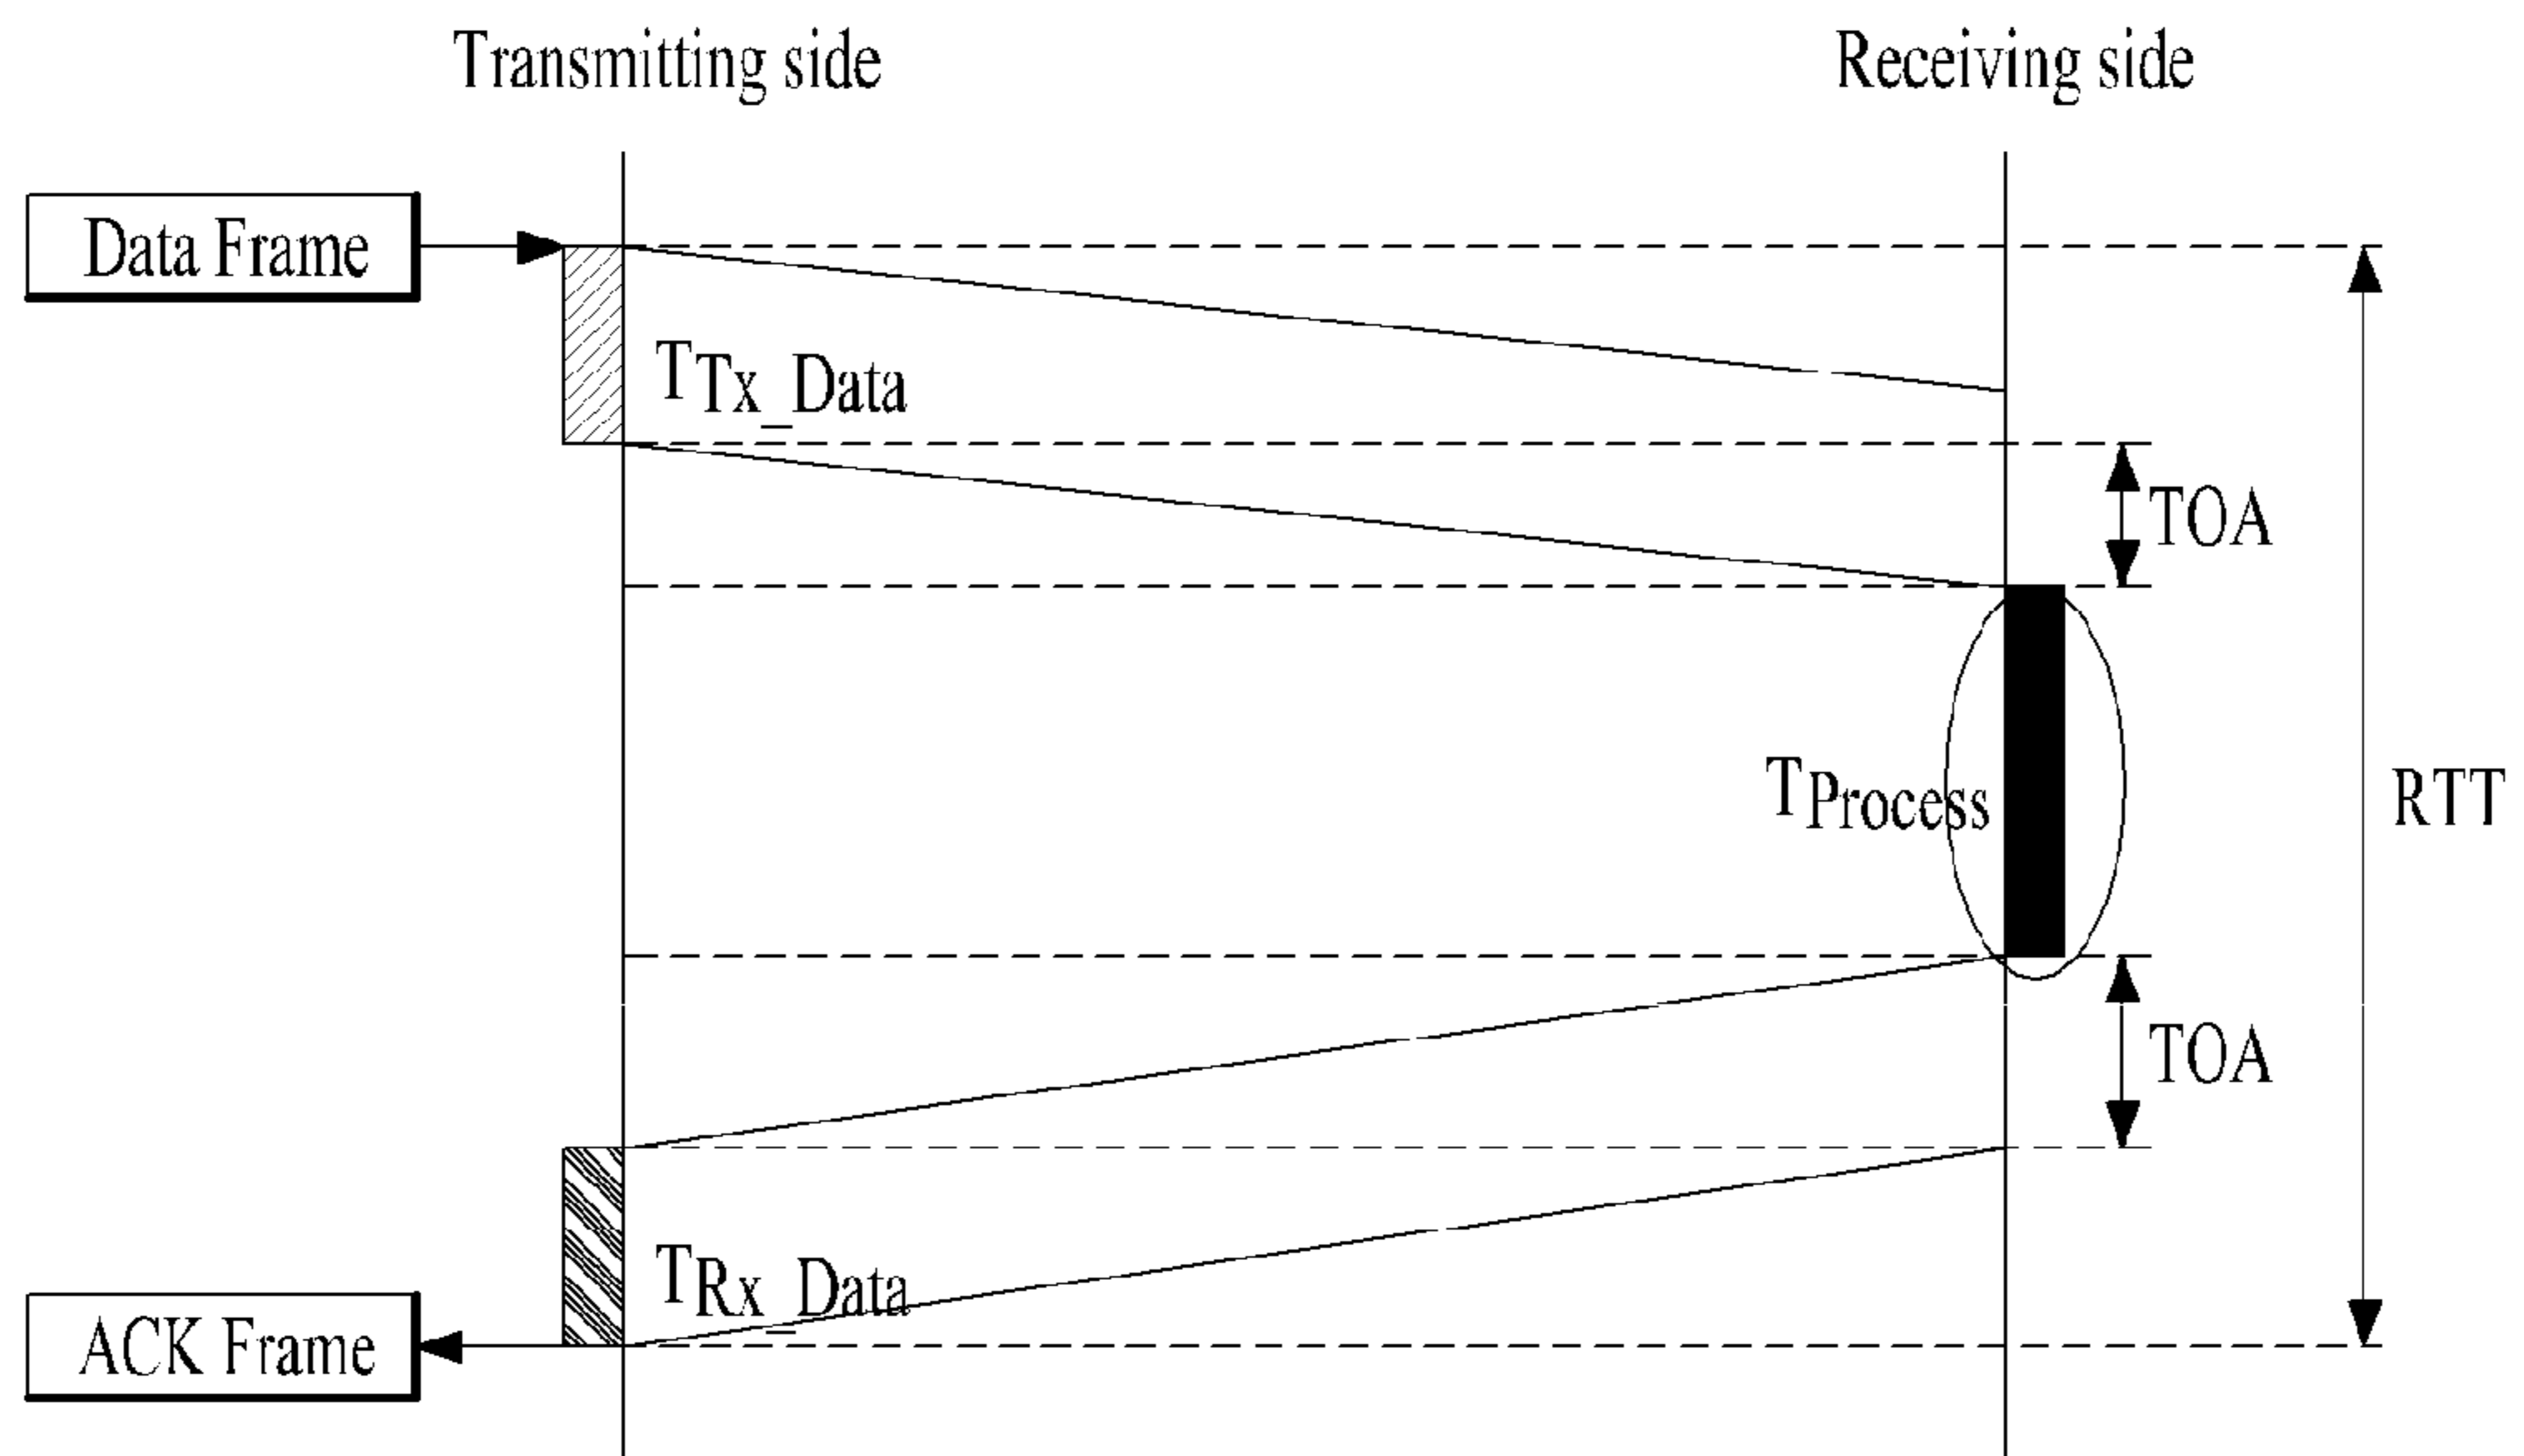 Transmitting side
Receiving side
Data Frame
TTx_Data
TOA
TProcess
RTT
TOA
TRx_Data
ACK Frame